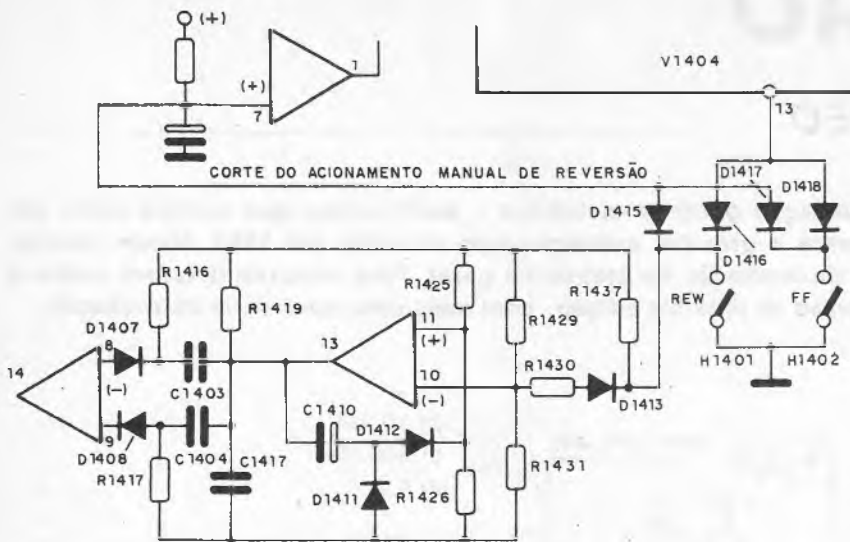 (+)
(+)
7
1
V1404
13
CORTE DO ACIONAMENTO MANUAL DE REVERSÃO
D1417
D1418
D1415
D1416
REW
FF
H1401
H1402
R1416
R1419
R1425
R1429
R1437
D1407
8
14
(-)
9
D1408
C1403
C1404
R1417
C1417
13
11
(+)
10
(-)
R1430
D1413
C1410
D1412
D1411
R1426
R1431